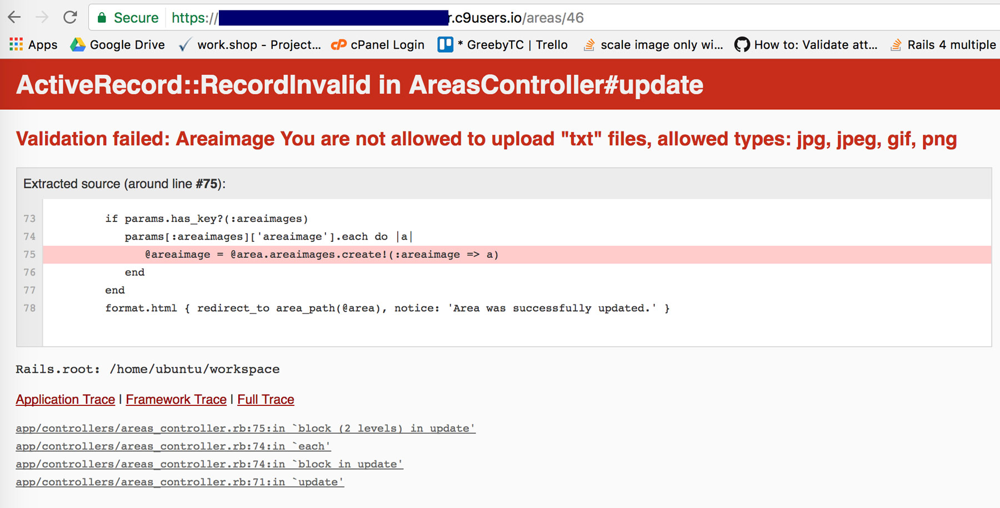 Secure https:// r.c9users.io/areas/46
Apps Google Drive work.shop - Project... cP cPanel Login * GreebyTC | Trello scale image only wi... How to: Validate att... Rails 4 multiple
ActiveRecord::RecordInvalid in AreasController#update
Validation failed: Areaimage You are not allowed to upload "txt" files, allowed types: jpg, jpeg, gif, png
Extracted source (around line #75):
73 if params.has_key?(:areaimages)
74 params[:areaimages]['areaimage'].each do |a|
75 @areaimage = @area.areaimages.create!(:areaimage => a)
76 end
77 end
78 format.html { redirect_to area_path(@area), notice: 'Area was successfully updated.' }
Rails.root: /home/ubuntu/workspace
Application Trace | Framework Trace | Full Trace
app/controllers/areas_controller.rb:75:in `block (2 levels) in update'
app/controllers/areas_controller.rb:74:in `each'
app/controllers/areas_controller.rb:74:in `block in update'
app/controllers/areas_controller.rb:71:in `update'